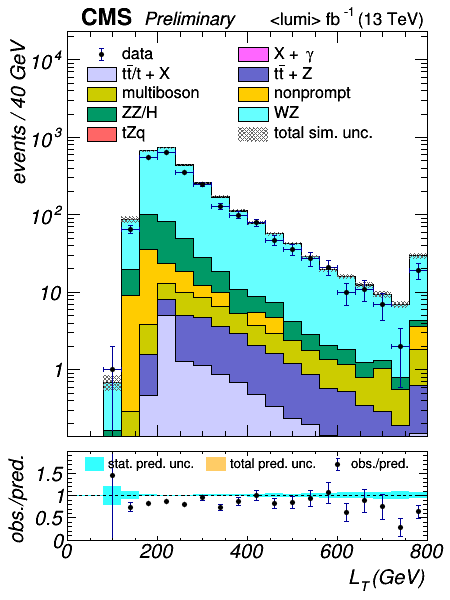 CMS Preliminary <lumi> fb⁻¹ (13 TeV)
events / 40 GeV
10⁴
10³
10²
10
1
data
X + γ
tt̄/t + X
tt̄ + Z
multiboson
nonprompt
ZZ/H
WZ
tZq
total sim. unc.
obs./pred.
1.5
1
0.5
0
stat. pred. unc. total pred. unc. obs./pred.
0 200 400 600 800
L_T(GeV)